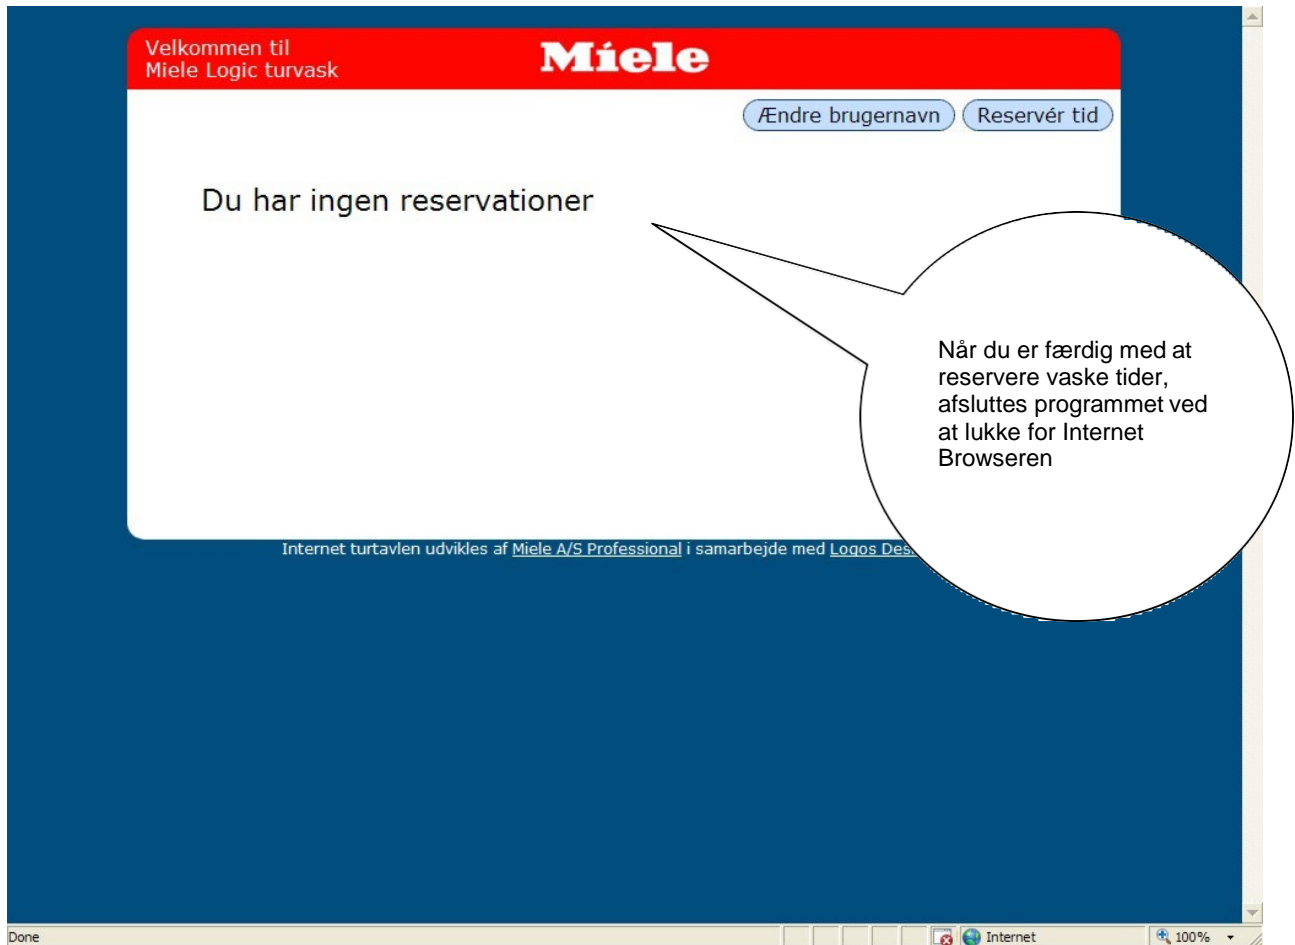 Velkommen til
Miele Logic turvask
Miele
Ændre brugernavn
Reservér tid
Du har ingen reservationer
Når du er færdig med at
reservere vaske tider,
afsluttes programmet ved
at lukke for Internet
Browseren
Internet turtavlen udvikles af Miele A/S Professional i samarbejde med Logos Des
Done
Internet
100%